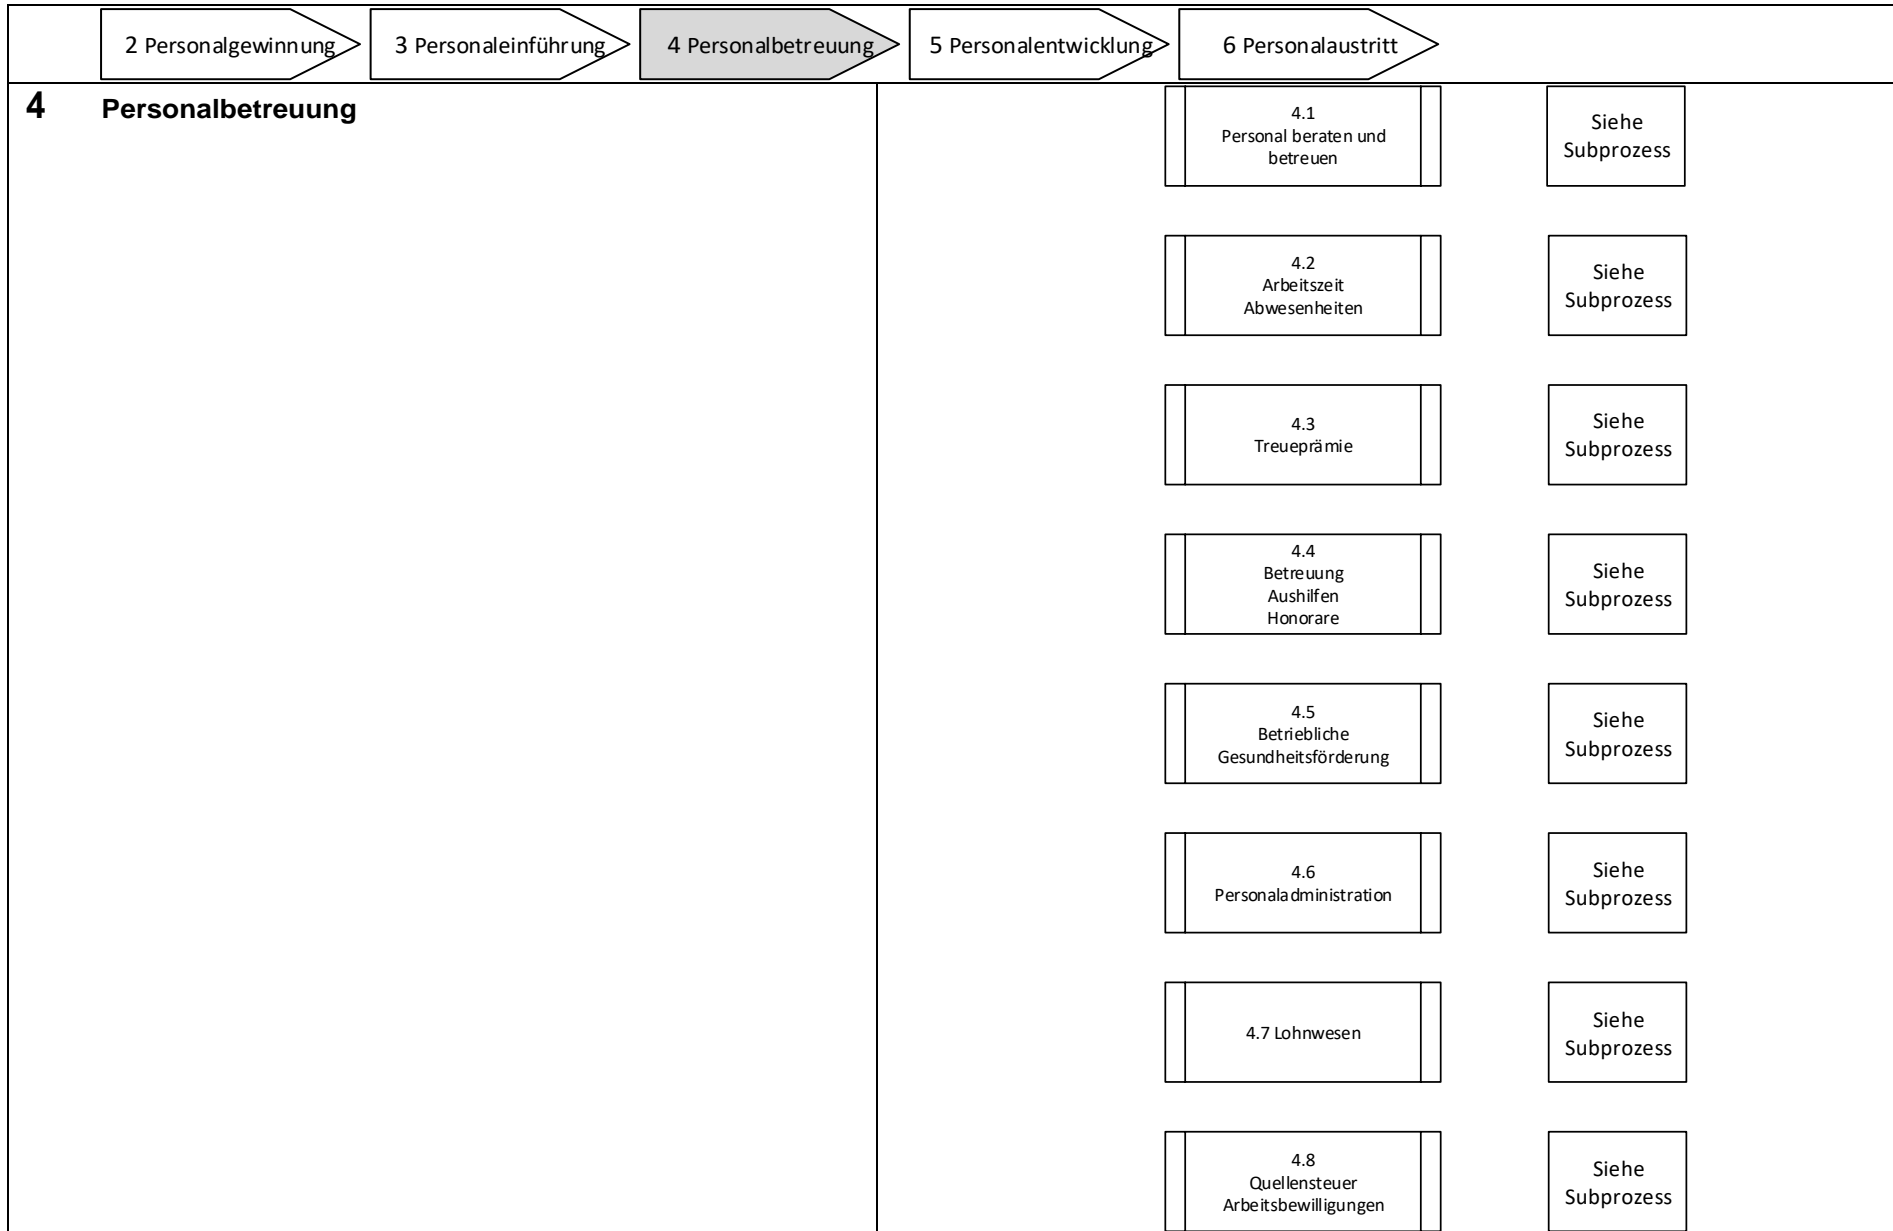 2 Personalgewinnung
3 Personaleinführung
4 Personalbetreuung
5 Personalentwicklung
6 Personalaustritt
4 Personalbetreuung
4.1
Personal beraten und
betreuen
Siehe
Subprozess
4.2
Arbeitszeit
Abwesenheiten
Siehe
Subprozess
4.3
Treueprämie
Siehe
Subprozess
4.4
Betreuung
Aushilfen
Honorare
Siehe
Subprozess
4.5
Betriebliche
Gesundheitsförderung
Siehe
Subprozess
4.6
Personaladministration
Siehe
Subprozess
4.7 Lohnwesen
Siehe
Subprozess
4.8
Quellensteuer
Arbeitsbewilligungen
Siehe
Subprozess